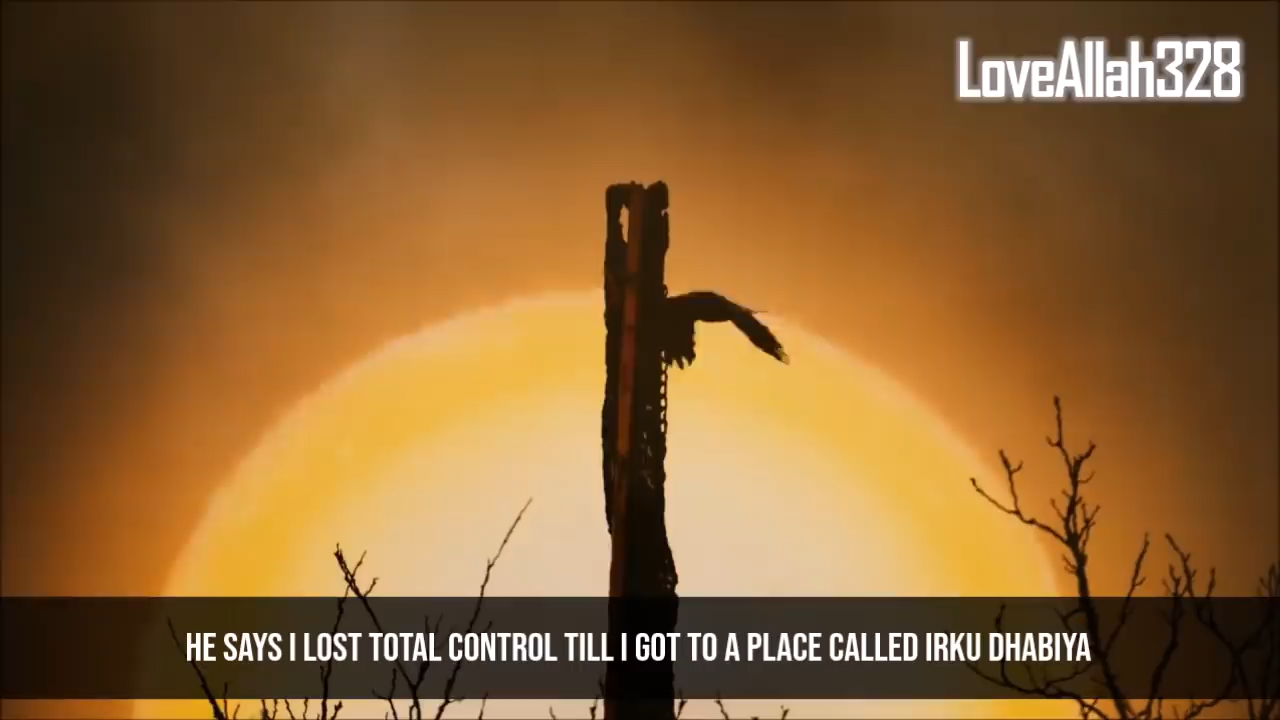 LoveAllah328
HE SAYS I LOST TOTAL CONTROL TILL I GOT TO A PLACE CALLED IRKU DHABIYA